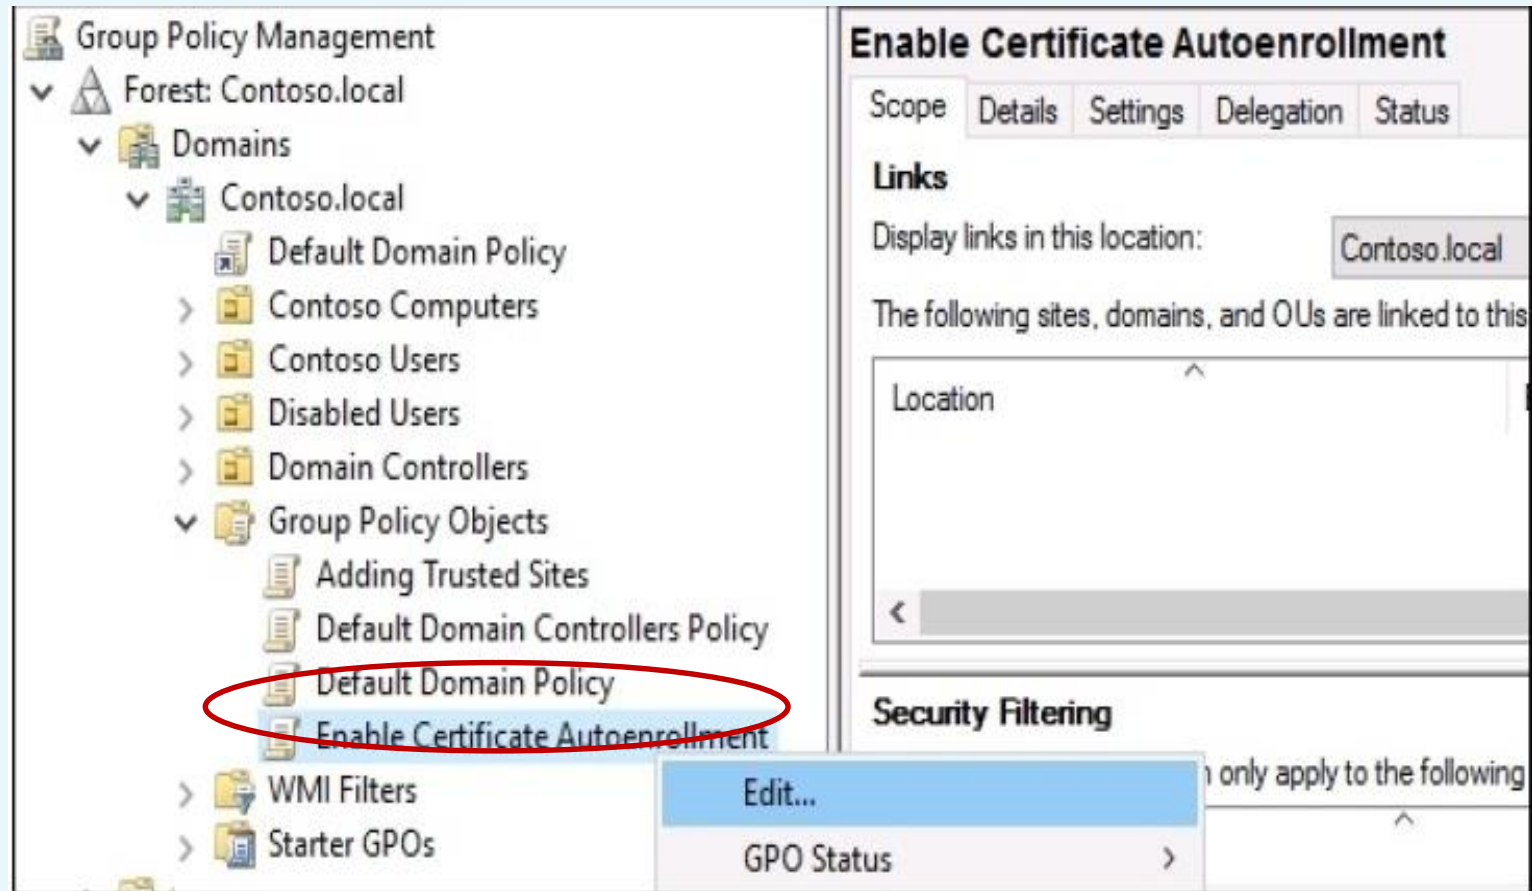 Group Policy Management
Forest: Contoso.local
Domains
Contoso.local
Default Domain Policy
Contoso Computers
Contoso Users
Disabled Users
Domain Controllers
Group Policy Objects
Adding Trusted Sites
Default Domain Controllers Policy
Default Domain Policy
Enable Certificate Autoenrollment
WMI Filters
Starter GPOs
Edit...
GPO Status
Enable Certificate Autoenrollment
Scope Details Settings Delegation Status
Links
Display links in this location: Contoso.local
The following sites, domains, and OUs are linked to this
Location
Security Filtering
only apply to the following